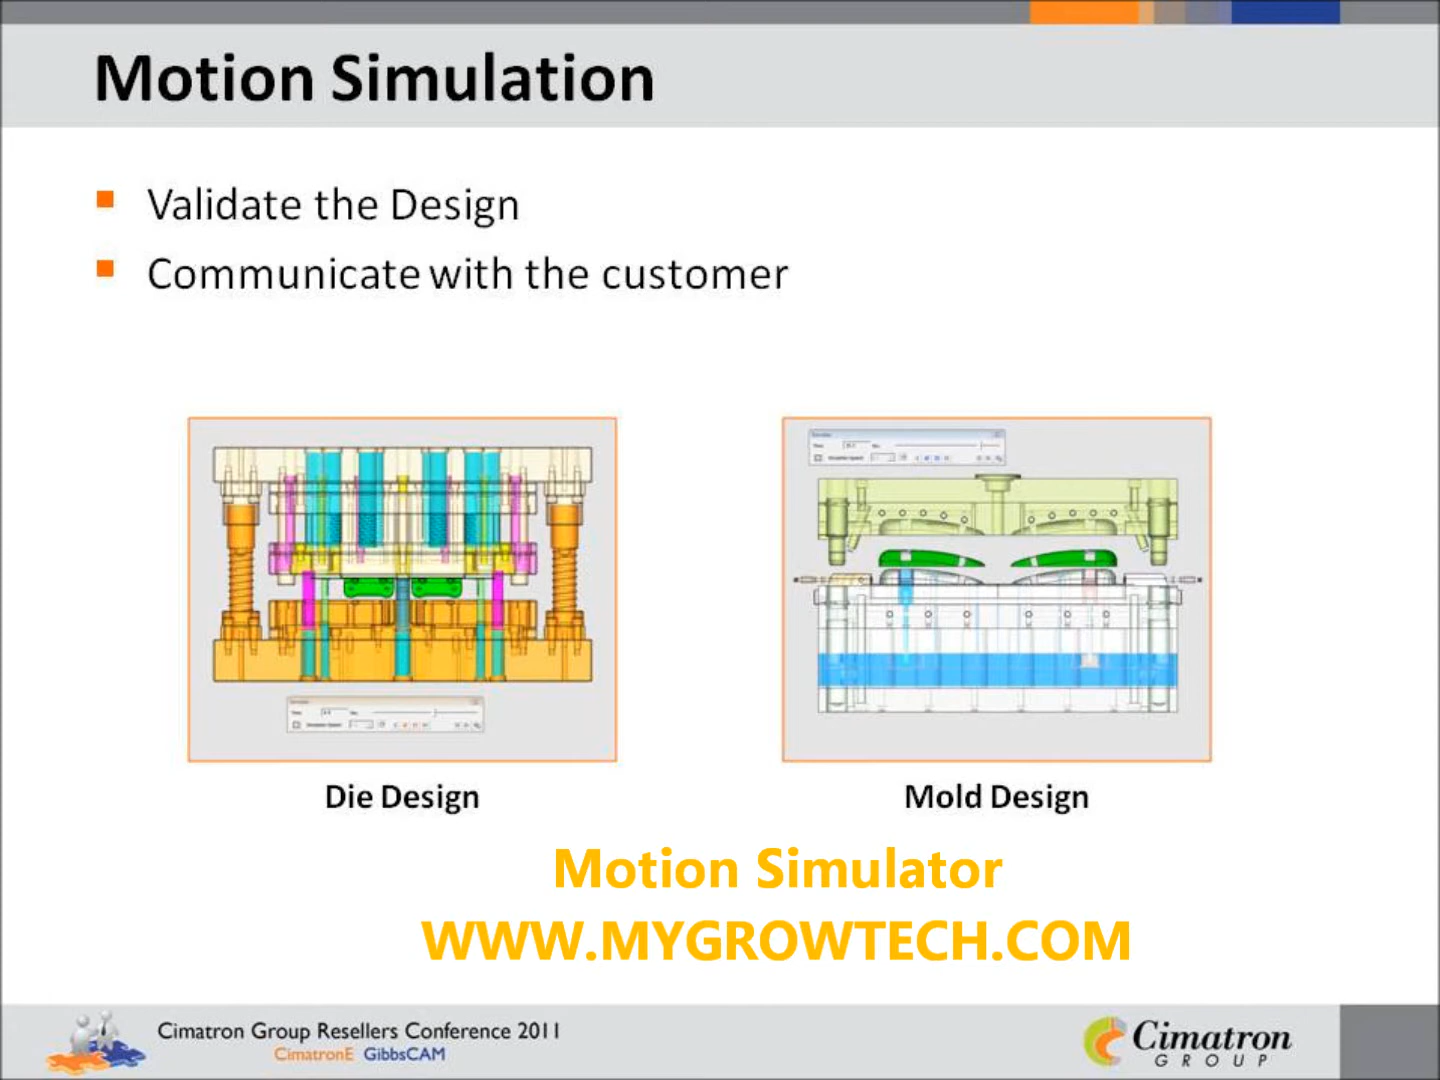 Motion Simulation
Validate the Design
Communicate with the customer
Die Design
Mold Design
Motion Simulator
WWW.MYGROWTECH.COM
Cimatron Group Resellers Conference 2011
CimatronE GibbsCAM
Cimatron
GROUP